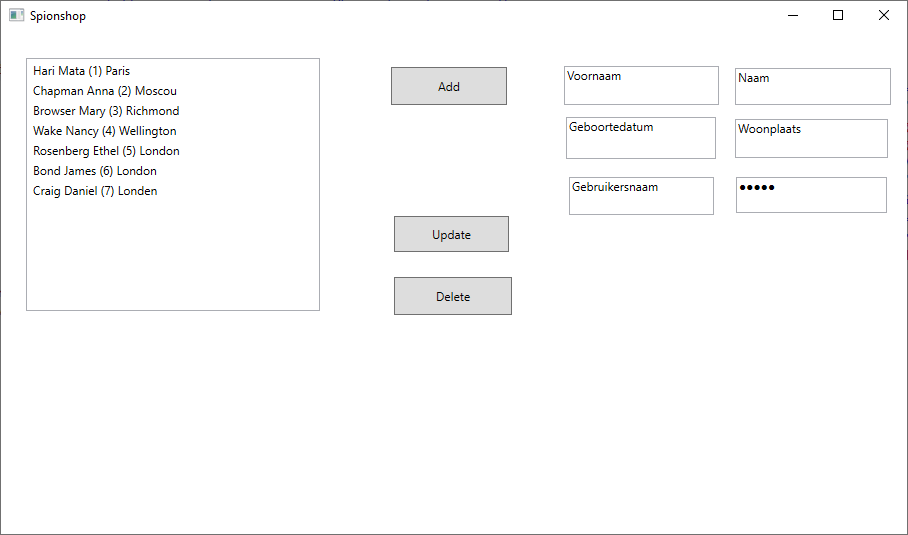 Spionshop
Hari Mata (1) Paris
Chapman Anna (2) Moscou
Browser Mary (3) Richmond
Wake Nancy (4) Wellington
Rosenberg Ethel (5) London
Bond James (6) London
Craig Daniel (7) Londen
Add
Update
Delete
Voornaam
Naam
Geboortedatum
Woonplaats
Gebruikersnaam
●●●●●